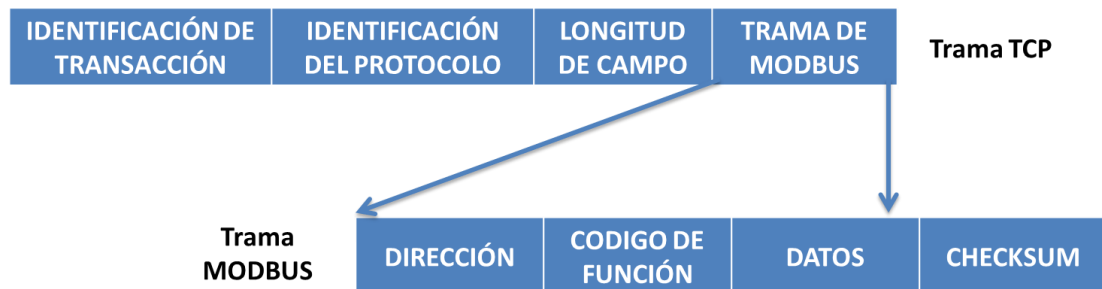 IDENTIFICACIÓN DE
TRANSACCIÓN
IDENTIFICACIÓN
DEL PROTOCOLO
LONGITUD
DE CAMPO
TRAMA DE
MODBUS
Trama TCP
Trama
MODBUS
DIRECCIÓN
CODIGO DE
FUNCIÓN
DATOS
CHECKSUM